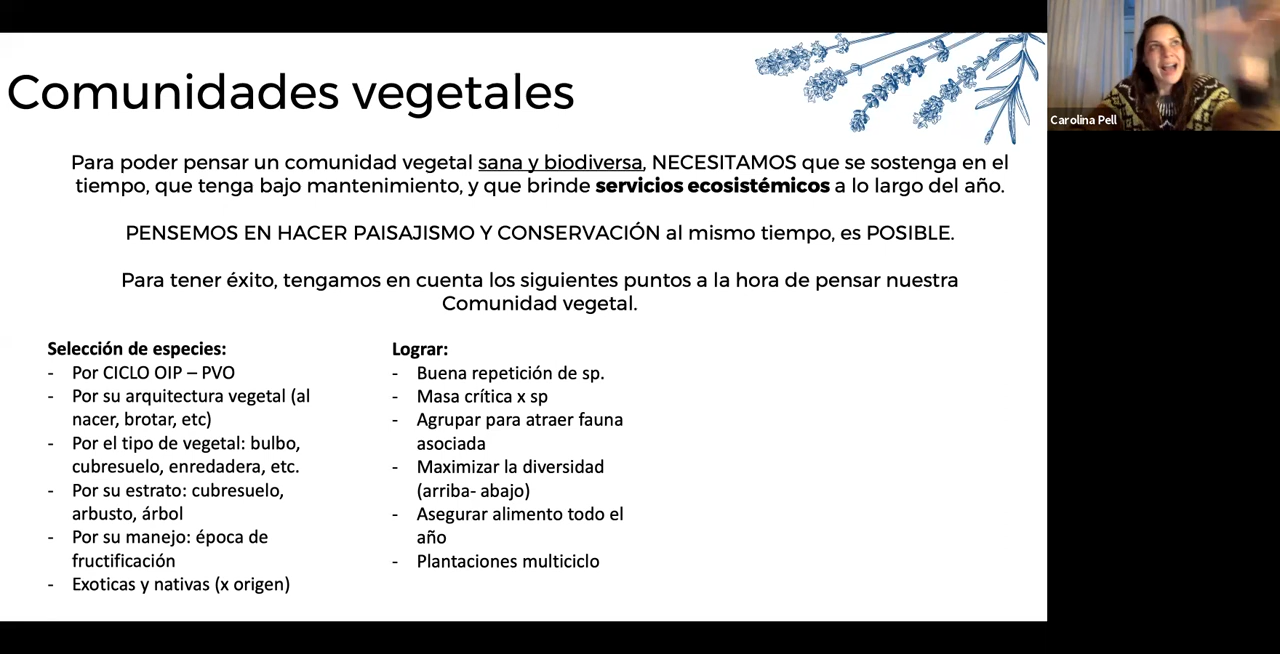 Comunidades vegetales
Para poder pensar un comunidad vegetal sana y biodiversa, NECESITAMOS que se sostenga en el
tiempo, que tenga bajo mantenimiento, y que brinde servicios ecosistémicos a lo largo del año.
PENSEMOS EN HACER PAISAJISMO Y CONSERVACIÓN al mismo tiempo, es POSIBLE.
Para tener éxito, tengamos en cuenta los siguientes puntos a la hora de pensar nuestra
Comunidad vegetal.
Selección de especies:
- Por CICLO OIP – PVO
- Por su arquitectura vegetal (al
nacer, brotar, etc)
- Por el tipo de vegetal: bulbo,
cubresuelo, enredadera, etc.
- Por su estrato: cubresuelo,
arbusto, árbol
- Por su manejo: época de
fructificación
- Exoticas y nativas (x origen)
Lograr:
- Buena repetición de sp.
- Masa crítica x sp
- Agrupar para atraer fauna
asociada
- Maximizar la diversidad
(arriba- abajo)
- Asegurar alimento todo el
año
- Plantaciones multiciclo
Carolina Pell